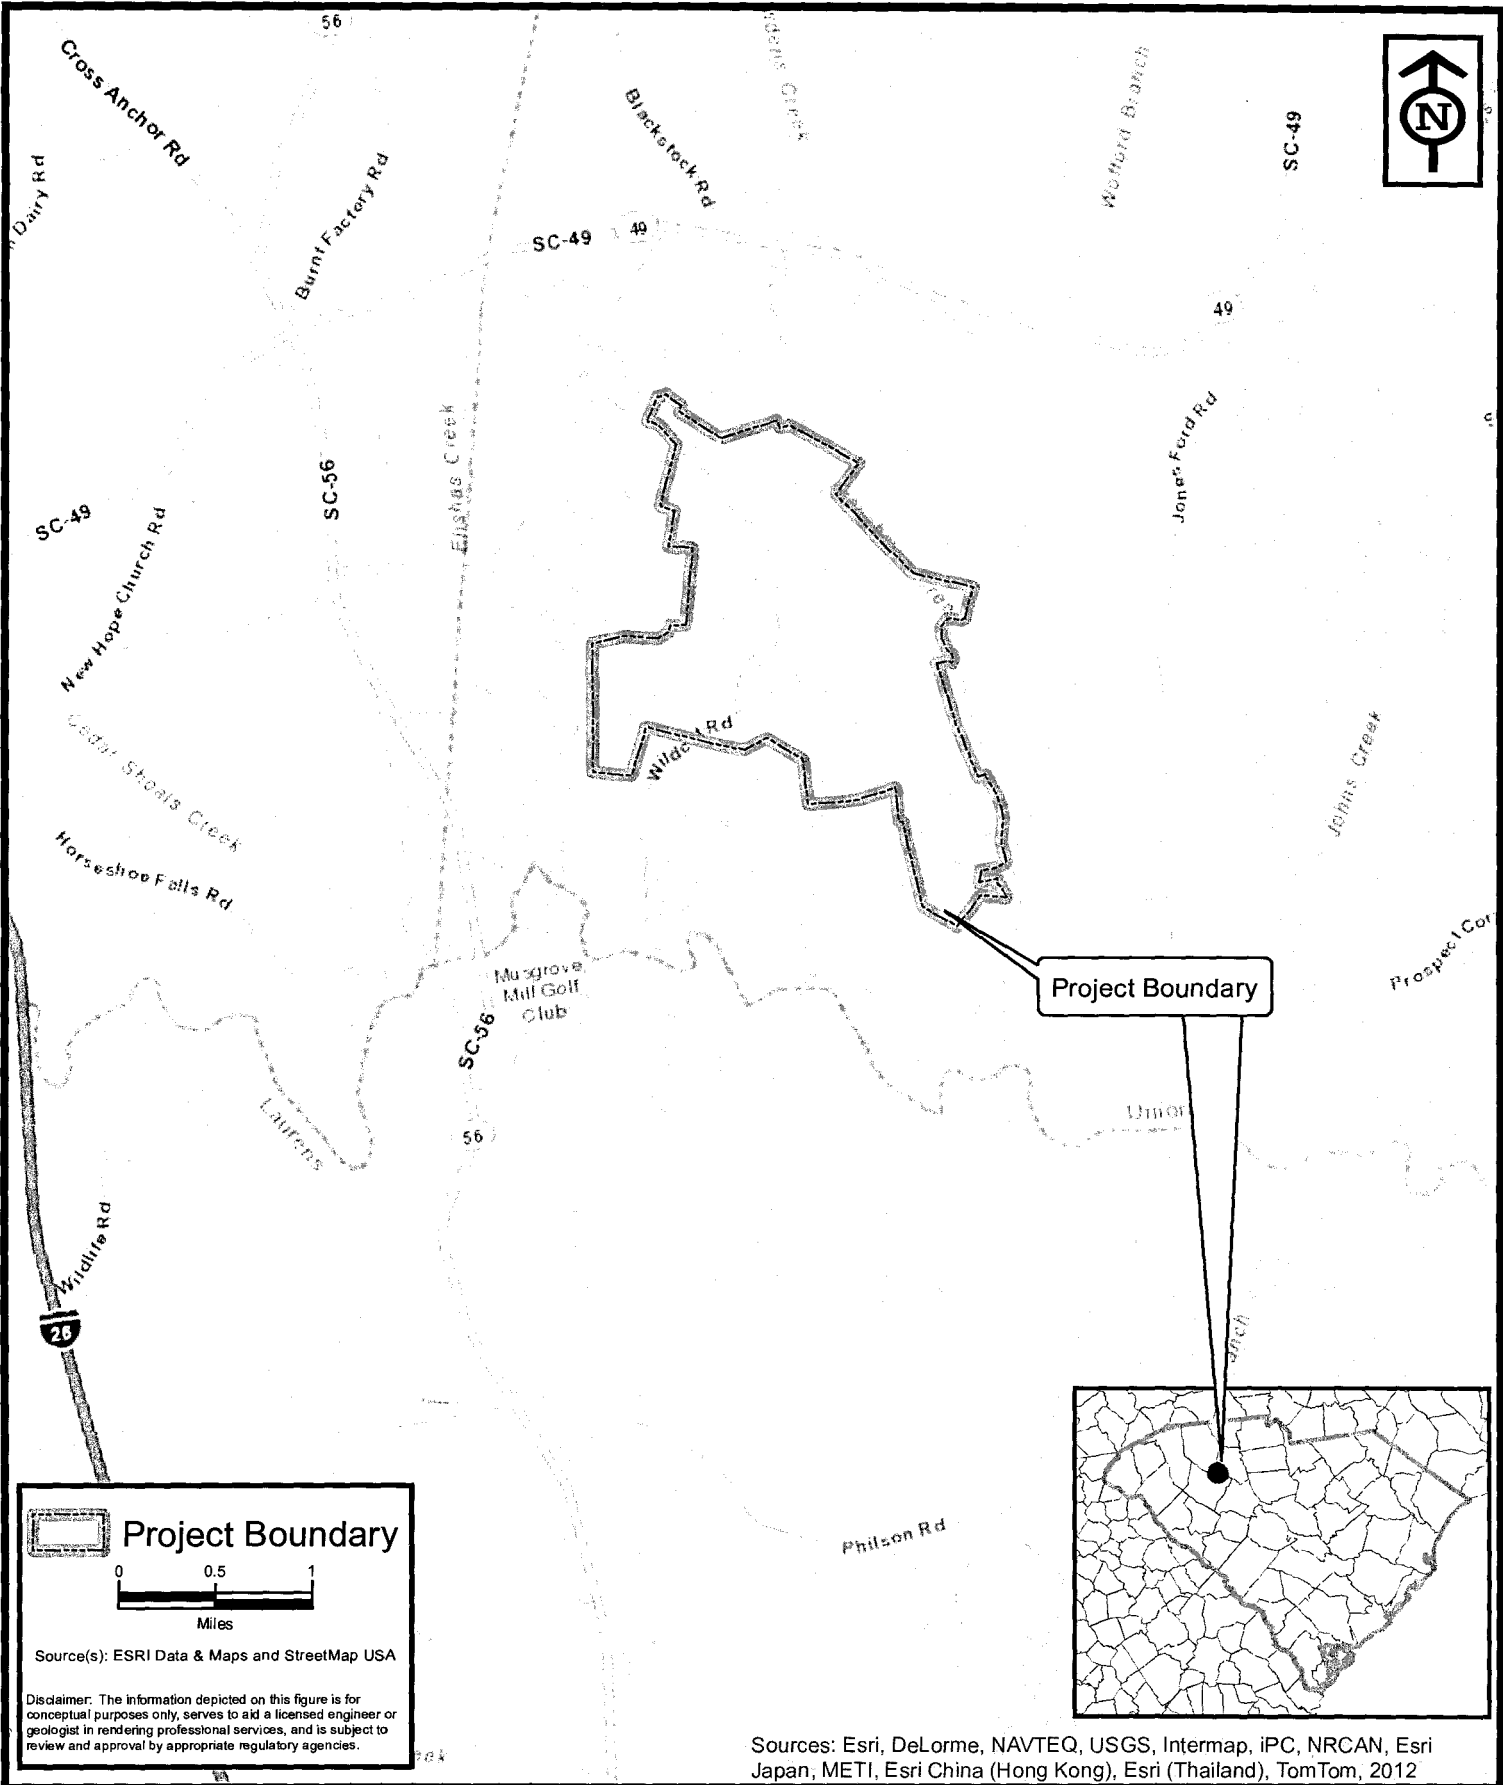 56
Cross Anchor Rd
Dairy Rd
Burnt Factory Rd
Blackstock Rd
Creek
Wofford Branch
SC-49
N
SC-49
49
49
Jones Ford Rd
Elishas Creek
SC-56
SC-49
New Hope Church Rd
Cedar Shoals Creek
Horseshoe Falls Rd
Wildcat Rd
Johns Creek
Prospect
Project Boundary
Musgrove
Mill Golf
Club
SC-56
Laurens
Union
56
Wildlife Rd
26
Philson Rd
Project Boundary
0 0.5 1
Miles
Source(s): ESRI Data & Maps and StreetMap USA
Disclaimer: The information depicted on this figure is for
conceptual purposes only, serves to aid a licensed engineer or
geologist in rendering professional services, and is subject to
review and approval by appropriate regulatory agencies.
Sources: Esri, DeLorme, NAVTEQ, USGS, Intermap, iPC, NRCAN, Esri
Japan, METI, Esri China (Hong Kong), Esri (Thailand), TomTom, 2012